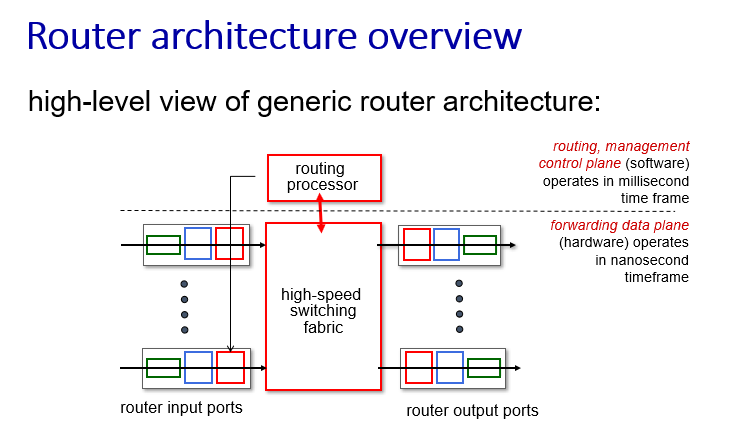 Router architecture overview
high-level view of generic router architecture:
routing
processor
routing, management
control plane (software)
operates in millisecond
time frame
forwarding data plane
(hardware) operates
in nanosecond
timeframe
high-speed
switching
fabric
router input ports
router output ports